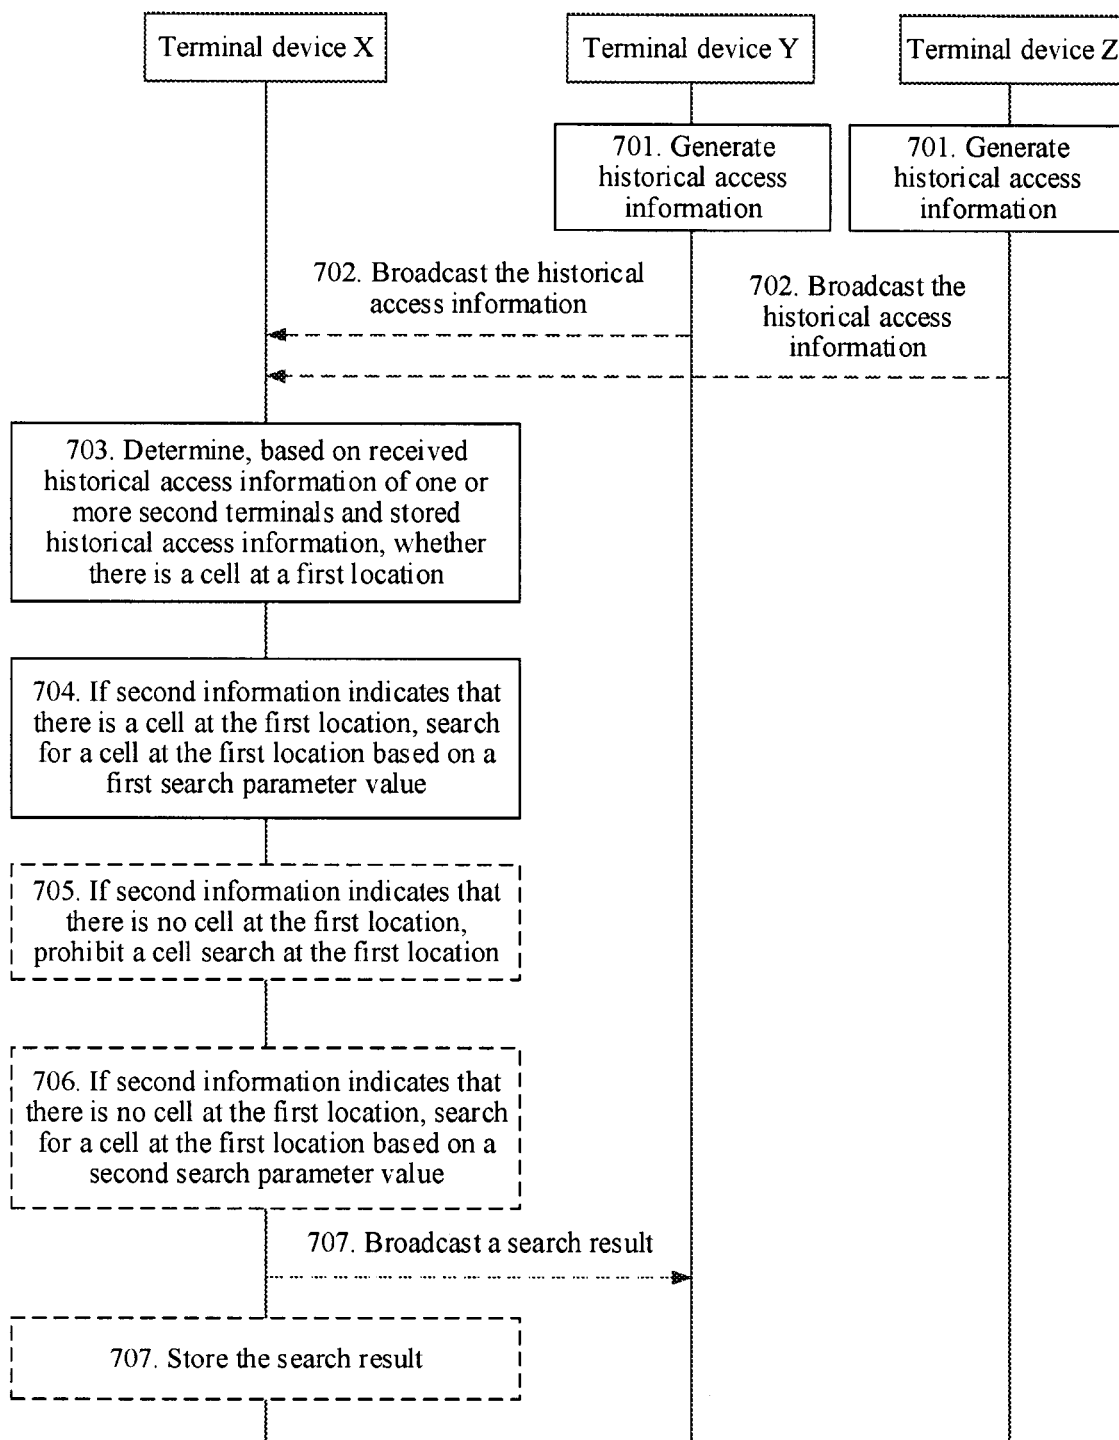 Terminal device X
Terminal device Y
Terminal device Z
701. Generate
historical access
information
701. Generate
historical access
information
702. Broadcast the historical
access information
702. Broadcast the
historical access
information
703. Determine, based on received
historical access information of one or
more second terminals and stored
historical access information, whether
there is a cell at a first location
704. If second information indicates that
there is a cell at the first location, search
for a cell at the first location based on a
first search parameter value
705. If second information indicates that
there is no cell at the first location,
prohibit a cell search at the first location
706. If second information indicates that
there is no cell at the first location, search
for a cell at the first location based on a
second search parameter value
707. Broadcast a search result
707. Store the search result